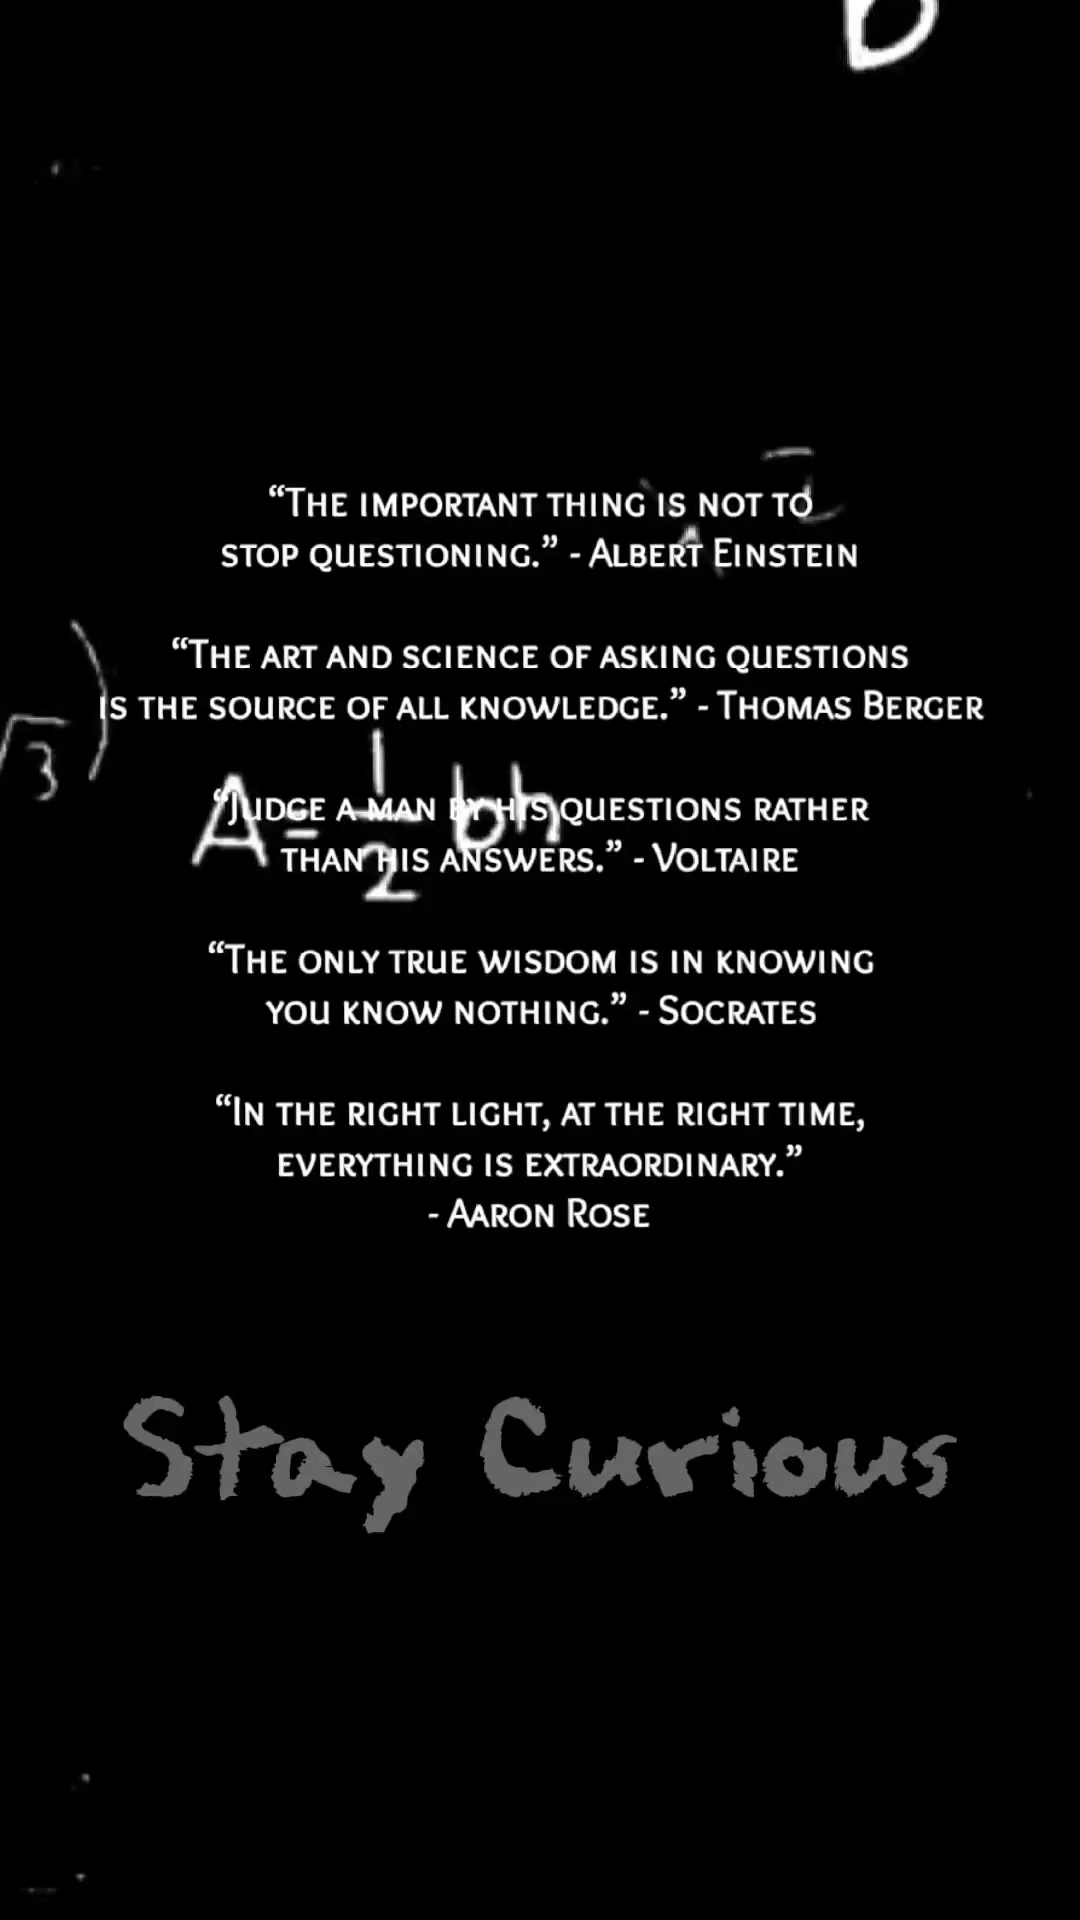 “The important thing is not to
stop questioning.” - Albert Einstein
“The art and science of asking questions
is the source of all knowledge.” - Thomas Berger
√3 )
A = 1/2 bh
“Judge a man by his questions rather
than his answers.” - Voltaire
“The only true wisdom is in knowing
you know nothing.” - Socrates
“In the right light, at the right time,
everything is extraordinary.”
- Aaron Rose
Stay Curious